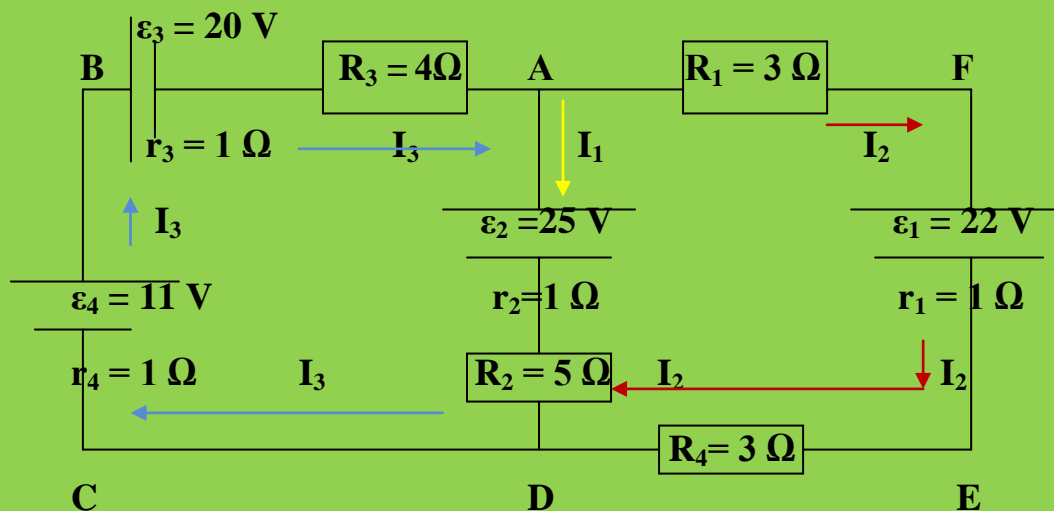 ε₃ = 20 V
B R₃ = 4Ω A R₁ = 3 Ω F
r₃ = 1 Ω I₃ I₁ I₂
I₃ ε₂ =25 V ε₁ = 22 V
ε₄ = 11 V r₂=1 Ω r₁ = 1 Ω
r₄ = 1 Ω I₃ R₂ = 5 Ω I₂ I₂
R₄= 3 Ω
C D E